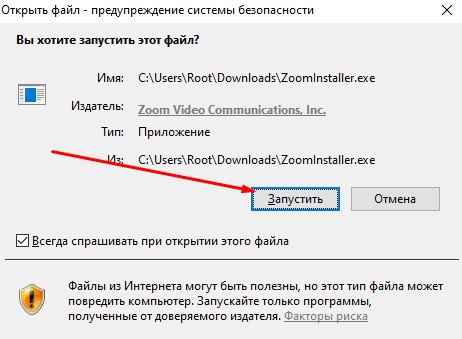 Открыть файл - предупреждение системы безопасности
Вы хотите запустить этот файл?
Имя: C:\Users\Root\Downloads\ZoomInstaller.exe
Издатель: Zoom Video Communications, Inc.
Тип: Приложение
Из: C:\Users\Root\Downloads\ZoomInstaller.exe
Запустить Отмена
Всегда спрашивать при открытии этого файла
Файлы из Интернета могут быть полезны, но этот тип файла может
повредить компьютер. Запускайте только программы,
полученные от доверяемого издателя. Факторы риска